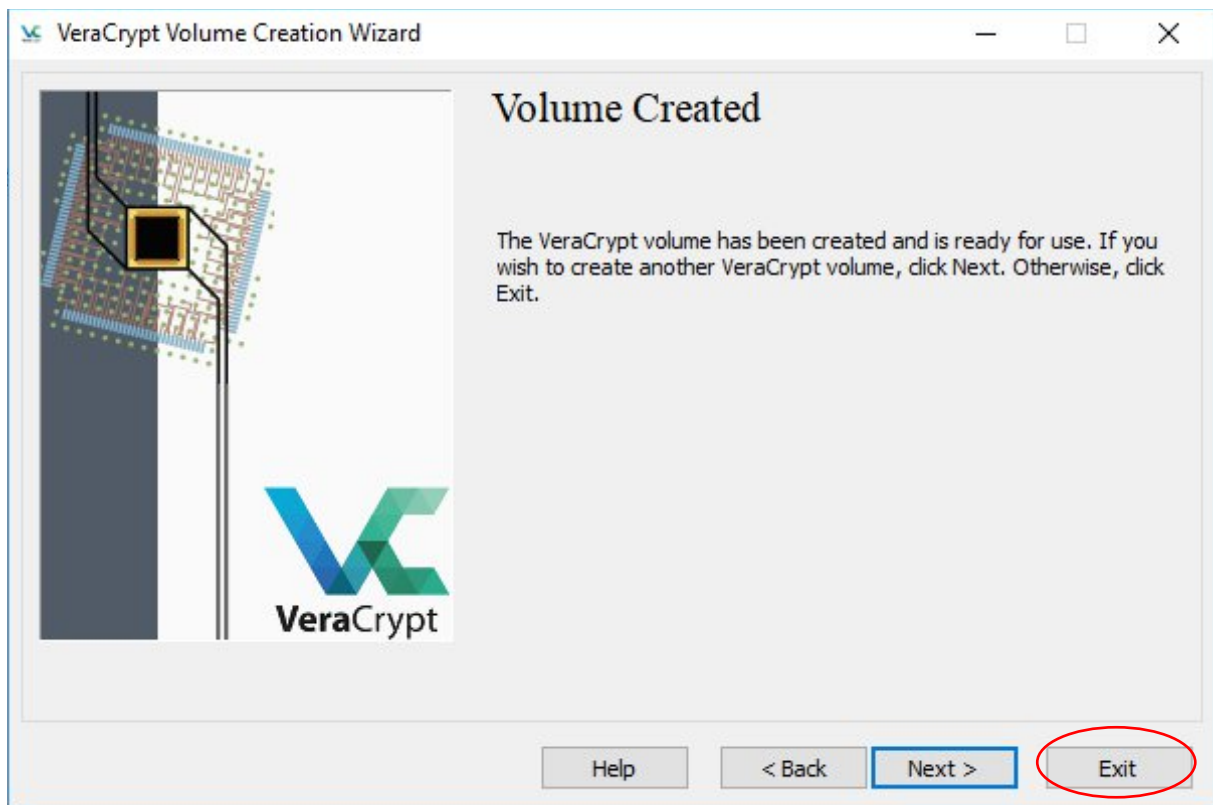 VeraCrypt Volume Creation Wizard
Volume Created
The VeraCrypt volume has been created and is ready for use. If you
wish to create another VeraCrypt volume, click Next. Otherwise, click
Exit.
VeraCrypt
Help
< Back
Next >
Exit